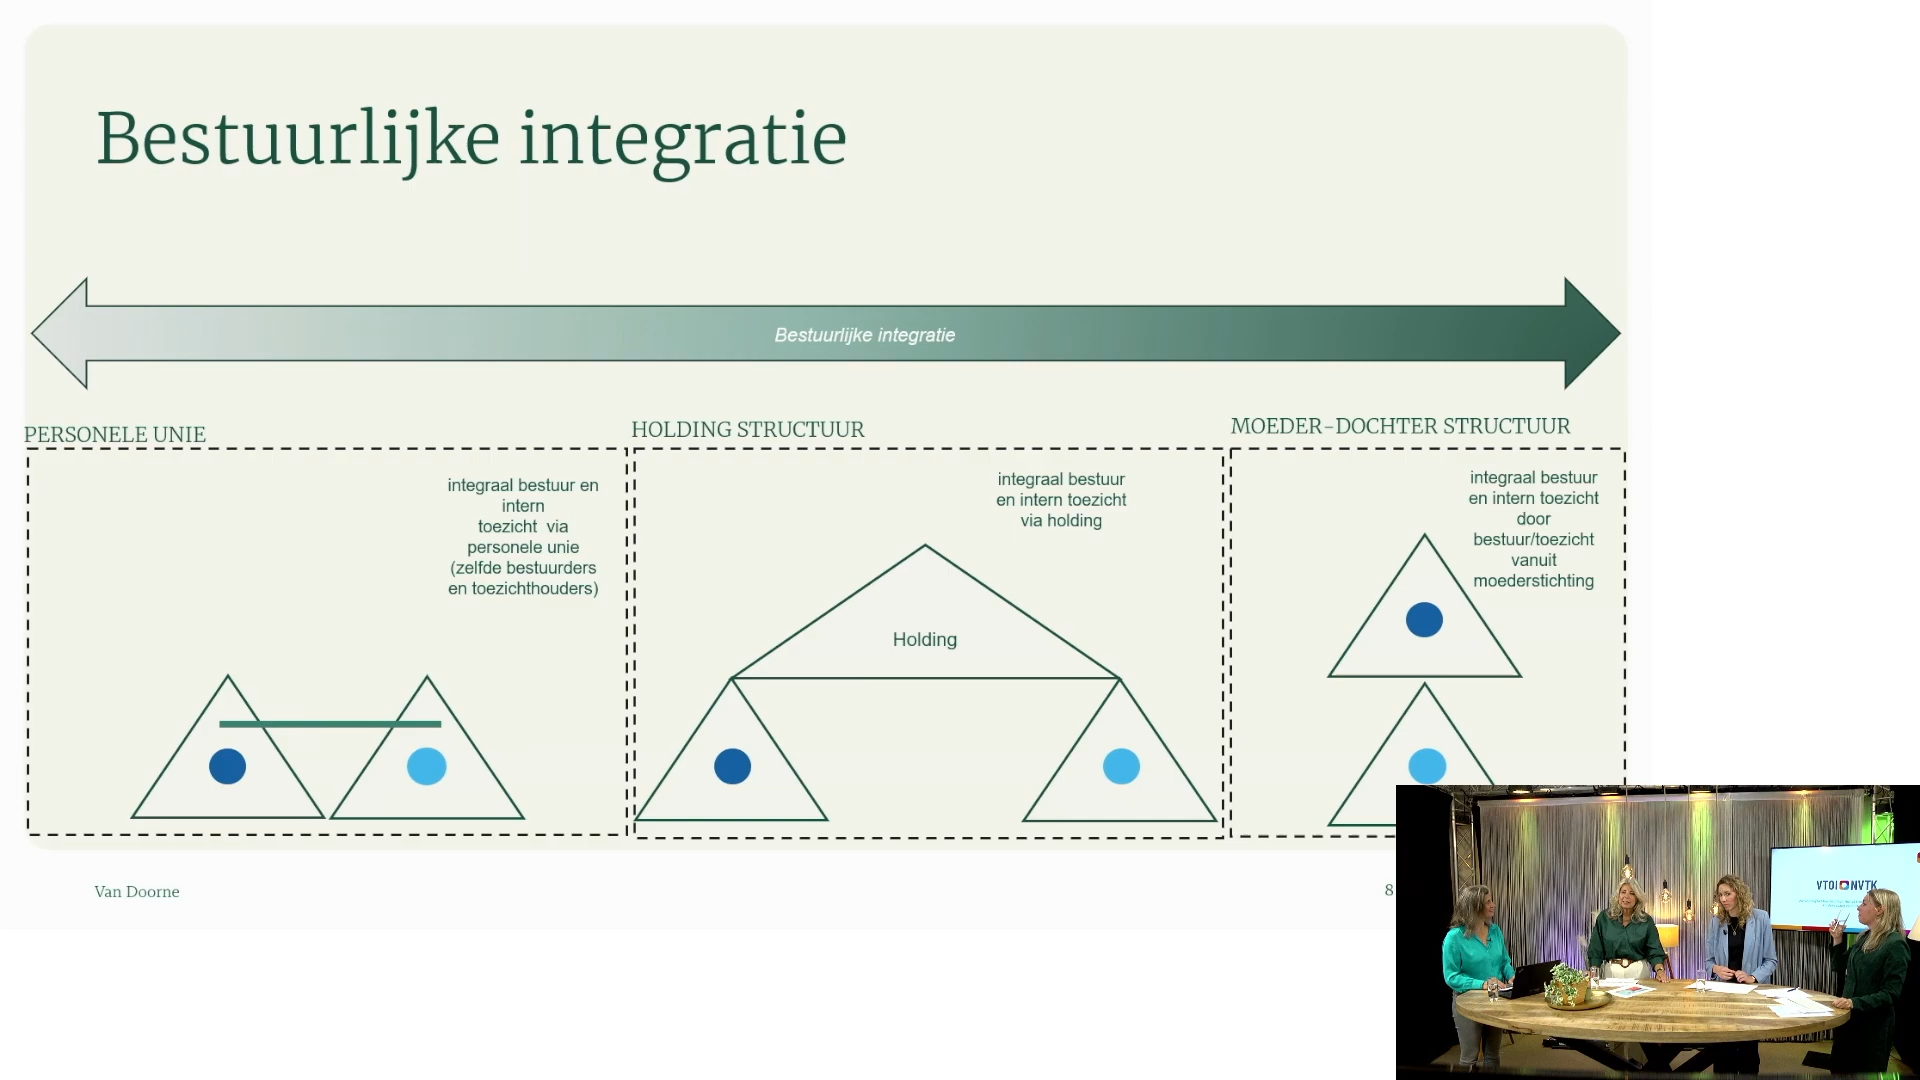 Bestuurlijke integratie
Bestuurlijke integratie
PERSONELE UNIE
integraal bestuur en
intern
toezicht via
personele unie
(zelfde bestuurders
en toezichthouders)
HOLDING STRUCTUUR
integraal bestuur
en intern toezicht
via holding
Holding
MOEDER-DOCHTER STRUCTUUR
integraal bestuur
en intern toezicht
door
bestuur/toezicht
vanuit
moederstichting
Van Doorne
8
VTOI NVTK